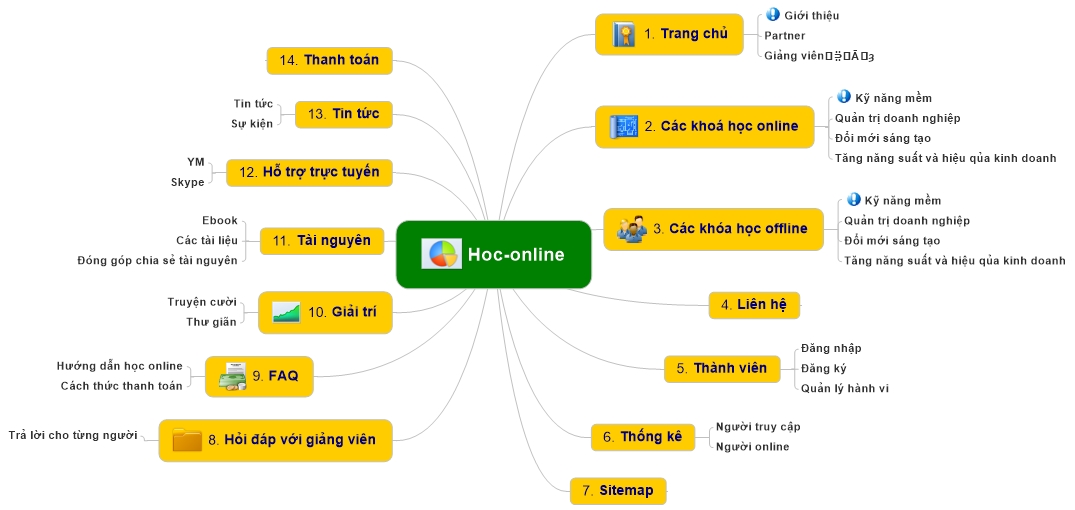 Hoc-online
1. Trang chủ
Giới thiệu
Partner
Giảng viên
2. Các khoá học online
Kỹ năng mềm
Quản trị doanh nghiệp
Đổi mới sáng tạo
Tăng năng suất và hiệu qủa kinh doanh
3. Các khóa học offline
Kỹ năng mềm
Quản trị doanh nghiệp
Đổi mới sáng tạo
Tăng năng suất và hiệu qủa kinh doanh
4. Liên hệ
5. Thành viên
Đăng nhập
Đăng ký
Quản lý hành vi
6. Thống kê
Người truy cập
Người online
7. Sitemap
8. Hỏi đáp với giảng viên
Trả lời cho từng người
9. FAQ
Hướng dẫn học online
Cách thức thanh toán
10. Giải trí
Truyện cười
Thư giãn
11. Tài nguyên
Ebook
Các tài liệu
Đóng góp chia sẻ tài nguyên
12. Hỗ trợ trực tuyến
YM
Skype
13. Tin tức
Tin tức
Sự kiện
14. Thanh toán